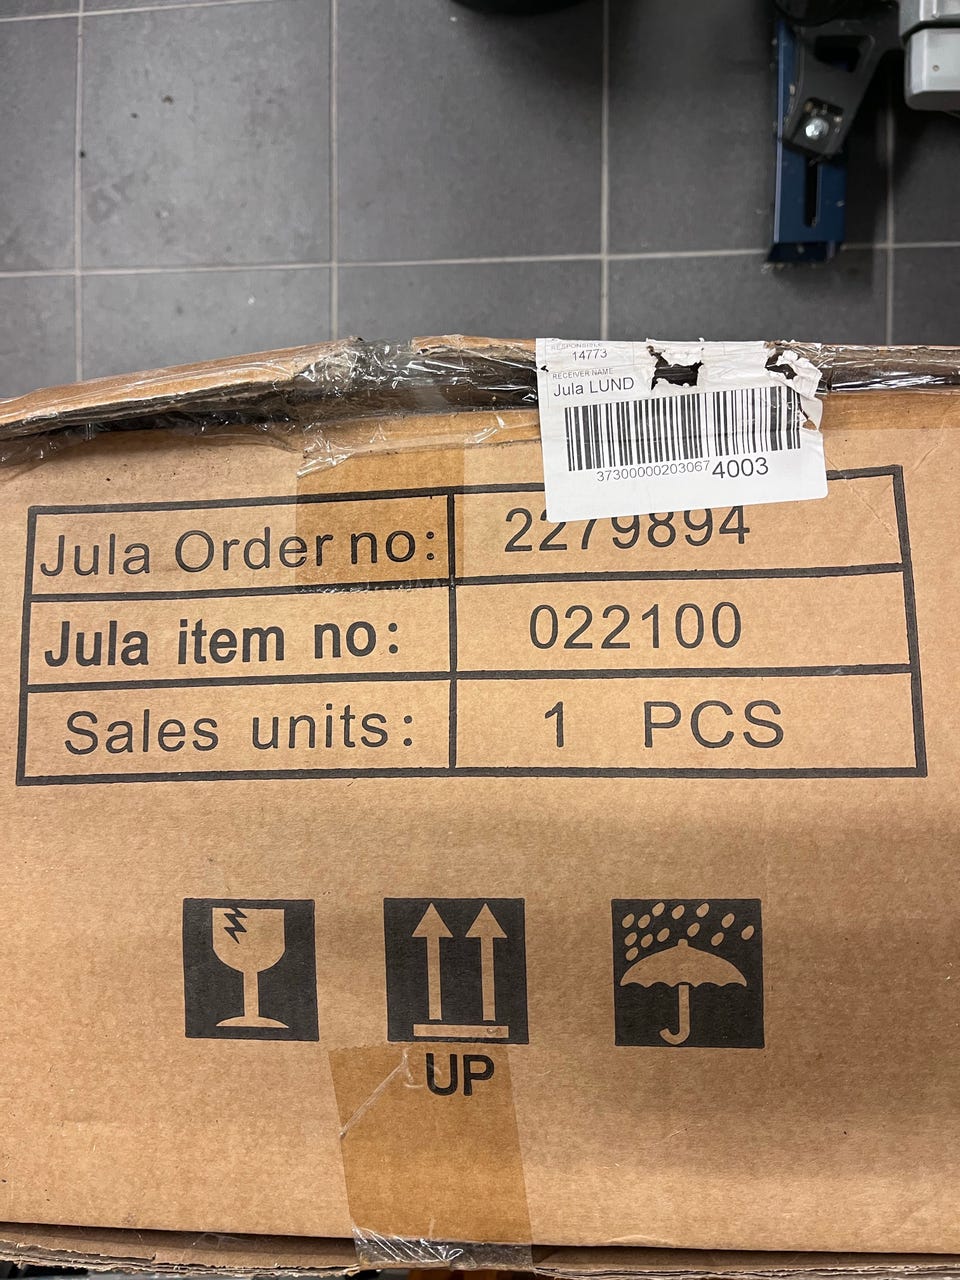 RESPONSIBLE
14773
RECEIVER NAME
Jula LUND
373000002030674003
Jula Order no: 2279894
Jula item no: 022100
Sales units: 1 PCS
UP